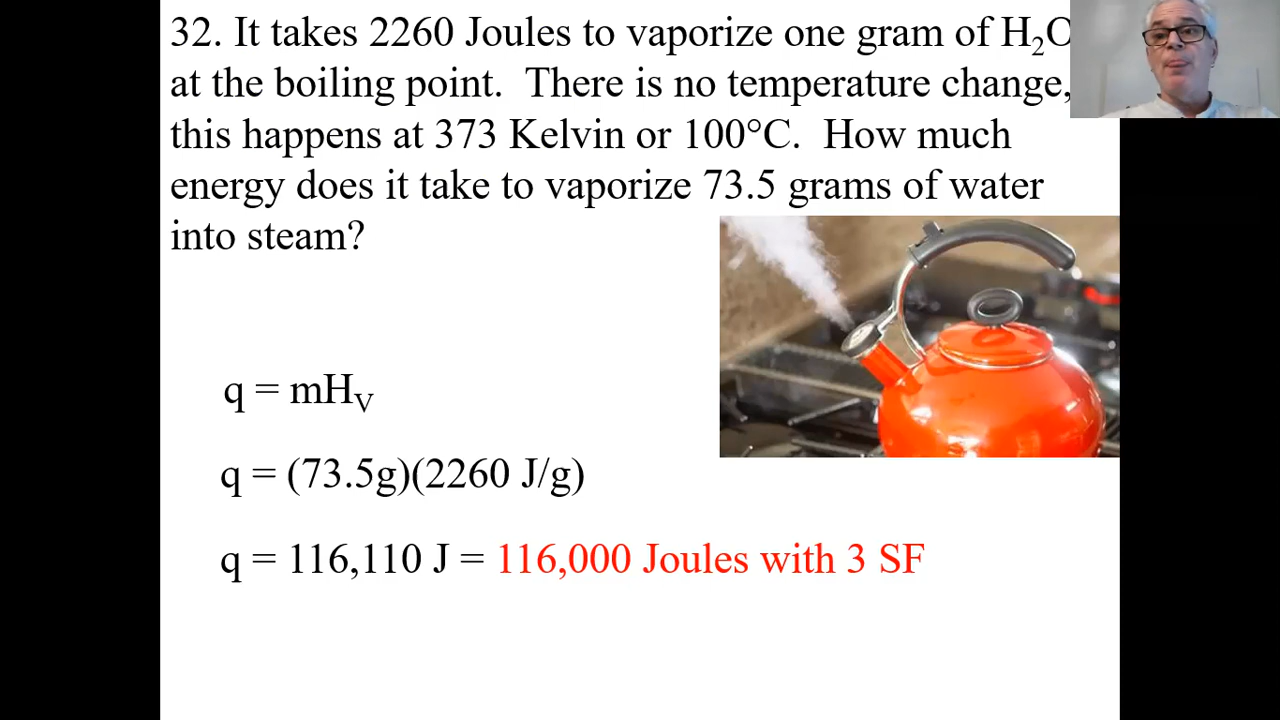 32. It takes 2260 Joules to vaporize one gram of H₂O
at the boiling point.  There is no temperature change,
this happens at 373 Kelvin or 100°C.  How much
energy does it take to vaporize 73.5 grams of water
into steam?
q = mHV
q = (73.5g)(2260 J/g)
q = 116,110 J = 116,000 Joules with 3 SF